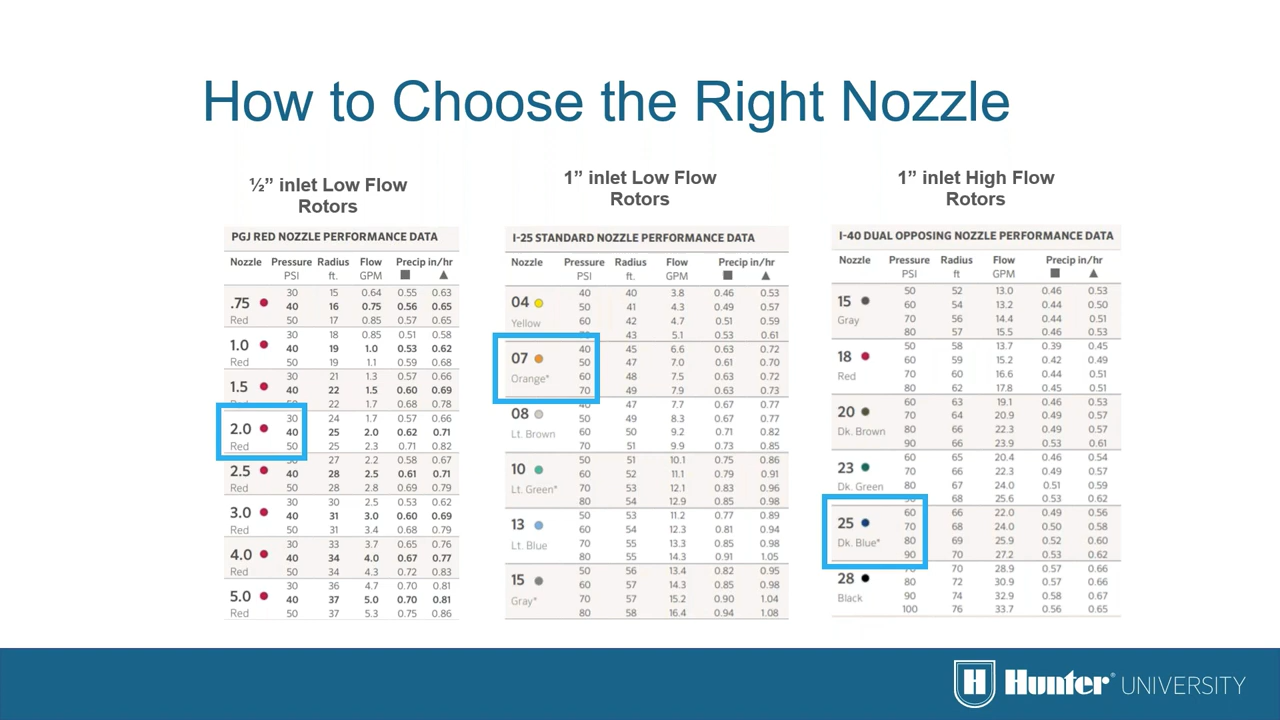 How to Choose the Right Nozzle
½” inlet Low Flow
Rotors
PGJ RED NOZZLE PERFORMANCE DATA
Nozzle Pressure Radius Flow Precip in/hr
PSI ft. GPM ■ ▲
30 15 0.64 0.55 0.63
.75 40 16 0.75 0.56 0.65
Red 50 17 0.85 0.57 0.65
30 18 0.85 0.51 0.58
1.0 40 19 1.0 0.53 0.62
Red 50 19 1.1 0.59 0.68
30 21 1.3 0.57 0.66
1.5 40 22 1.5 0.60 0.69
Red 50 22 1.7 0.68 0.78
30 24 1.7 0.57 0.66
2.0 40 25 2.0 0.62 0.71
Red 50 25 2.3 0.71 0.82
50 27 2.2 0.58 0.67
2.5 40 28 2.5 0.61 0.71
Red 50 28 2.8 0.69 0.79
30 30 2.5 0.53 0.62
3.0 40 31 3.0 0.60 0.69
Red 50 31 3.4 0.68 0.79
30 33 3.7 0.65 0.76
4.0 40 34 4.0 0.67 0.77
Red 50 34 4.3 0.72 0.83
30 36 4.7 0.70 0.81
5.0 40 37 5.0 0.70 0.81
Red 50 37 5.3 0.75 0.86
1” inlet Low Flow
Rotors
I-25 STANDARD NOZZLE PERFORMANCE DATA
Nozzle Pressure Radius Flow Precip in/hr
PSI ft. GPM ■ ▲
40 40 3.8 0.46 0.53
04 50 41 4.3 0.49 0.57
60 42 4.7 0.51 0.59
Yellow 43 5.1 0.53 0.61
40 45 6.6 0.63 0.72
07 50 47 7.0 0.61 0.70
60 48 7.5 0.63 0.72
Orange* 70 49 7.9 0.63 0.73
40 47 7.7 0.67 0.77
08 50 49 8.3 0.67 0.77
60 50 9.2 0.71 0.82
Lt. Brown 70 51 9.9 0.73 0.85
50 51 10.1 0.75 0.86
10 60 52 11.1 0.79 0.91
70 53 12.1 0.83 0.96
Lt. Green* 80 54 12.9 0.85 0.98
50 53 11.2 0.77 0.89
13 60 54 12.3 0.81 0.94
70 55 13.3 0.85 0.98
Lt. Blue 80 55 14.3 0.91 1.05
50 56 13.4 0.82 0.95
15 60 57 14.3 0.85 0.98
70 57 15.2 0.90 1.04
Gray* 80 58 16.4 0.94 1.08
1” inlet High Flow
Rotors
I-40 DUAL OPPOSING NOZZLE PERFORMANCE DATA
Nozzle Pressure Radius Flow Precip in/hr
PSI ft GPM ■ ▲
50 52 13.0 0.46 0.53
15 60 54 13.2 0.44 0.50
70 56 14.4 0.44 0.51
Gray 80 57 15.5 0.46 0.53
50 58 13.7 0.39 0.45
18 60 59 15.2 0.42 0.49
70 60 16.6 0.44 0.51
Red 80 62 17.8 0.45 0.51
60 63 19.1 0.46 0.53
20 70 64 20.9 0.49 0.57
80 66 22.3 0.49 0.57
Dk. Brown 90 66 23.9 0.53 0.61
60 65 20.4 0.46 0.54
23 70 66 22.3 0.49 0.57
80 67 24.0 0.51 0.59
Dk. Green 90 68 25.6 0.53 0.62
60 66 22.0 0.49 0.56
25 70 68 24.0 0.50 0.58
80 69 25.9 0.52 0.60
Dk. Blue* 90 70 27.2 0.53 0.62
70 70 28.9 0.57 0.66
28 80 72 30.9 0.57 0.66
90 74 32.9 0.58 0.67
Black 100 76 33.7 0.56 0.65
H Hunter® UNIVERSITY